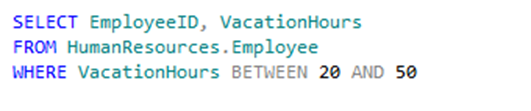 SELECT EmployeeID, VacationHours
FROM HumanResources.Employee
WHERE VacationHours BETWEEN 20 AND 50